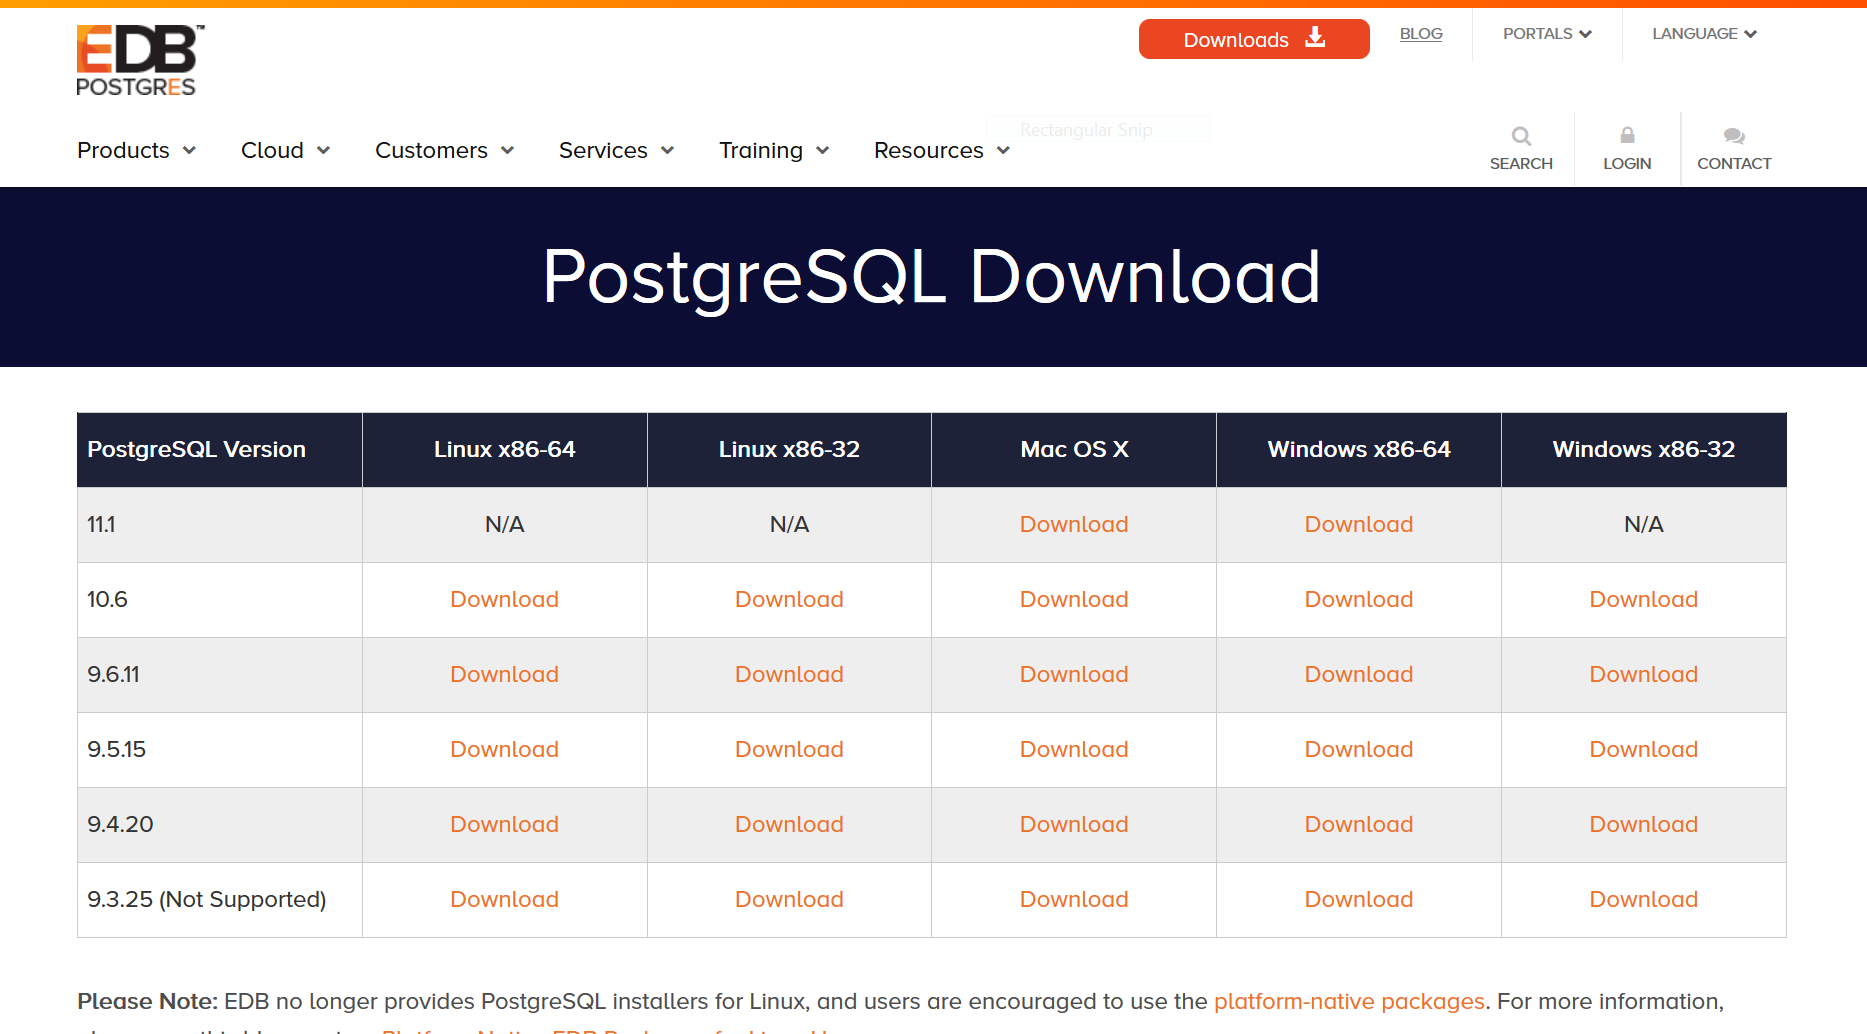 EDB™
POSTGRES
Downloads
BLOG
PORTALS
LANGUAGE
Rectangular Snip
Products
Cloud
Customers
Services
Training
Resources
SEARCH
LOGIN
CONTACT
PostgreSQL Download
PostgreSQL Version Linux x86-64 Linux x86-32 Mac OS X Windows x86-64 Windows x86-32
11.1 N/A N/A Download Download N/A
10.6 Download Download Download Download Download
9.6.11 Download Download Download Download Download
9.5.15 Download Download Download Download Download
9.4.20 Download Download Download Download Download
9.3.25 (Not Supported) Download Download Download Download Download
Please Note: EDB no longer provides PostgreSQL installers for Linux, and users are encouraged to use the platform-native packages. For more information,